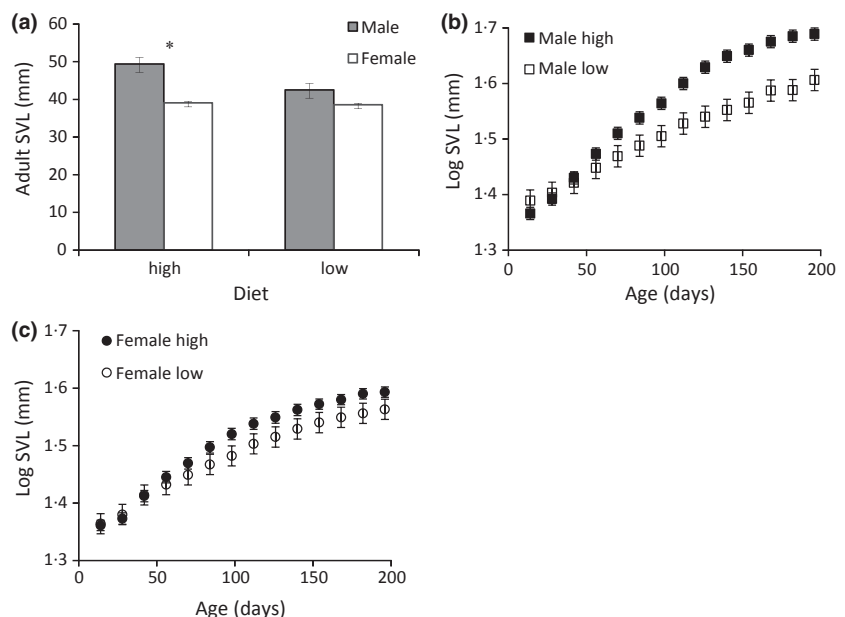 (a)
60
50
40
30
20
10
0
Adult SVL (mm)
*
Male
Female
high
low
Diet
(b)
1·7
1·6
1·5
1·4
1·3
Log SVL (mm)
Male high
Male low
0
50
100
150
200
Age (days)
(c)
1·7
1·6
1·5
1·4
1·3
Log SVL (mm)
Female high
Female low
0
50
100
150
200
Age (days)